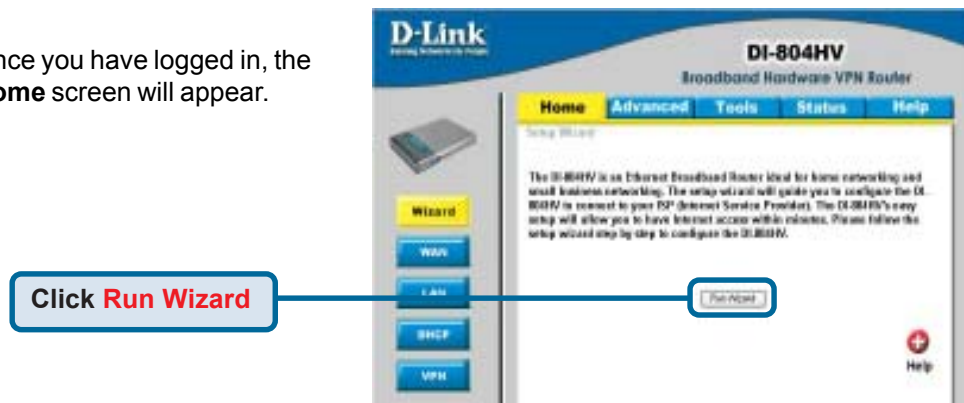 nce you have logged in, the
ome screen will appear.
Click Run Wizard
D-Link
Building Networks for People
DI-804HV
Broadband Hardware VPN Router
Home Advanced Tools Status Help
Setup Wizard
The DI-804HV is an Ethernet Broadband Router ideal for home networking and
small business networking. The setup wizard will guide you to configure the DI-
804HV to connect to your ISP (Internet Service Provider). The DI-804HV's easy
setup will allow you to have Internet access within minutes. Please follow the
setup wizard step by step to configure the DI-804HV.
Run Wizard
Wizard
WAN
LAN
DHCP
VPN
Help